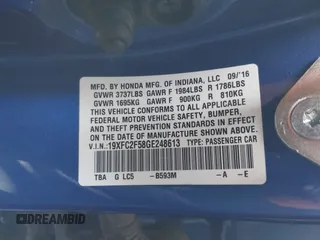 MFD. BY HONDA MFG. OF INDIANA, LLC 09/'16
GVWR 3737LBS GAWR F 1984LBS R 1786LBS
GVWR 1695KG GAWR F 900KG R 810KG
THIS VEHICLE CONFORMS TO ALL APPLICABLE
FEDERAL MOTOR VEHICLE SAFETY, BUMPER,
AND THEFT PREVENTION STANDARDS IN EFFECT
ON THE DATE OF MANUFACTURE SHOWN ABOVE.
V.I.N.:19XFC2F58GE248613 TYPE:PASSENGER CAR
TBA G LC5 -B593M -A -E
DREAMBID
dreambid.com